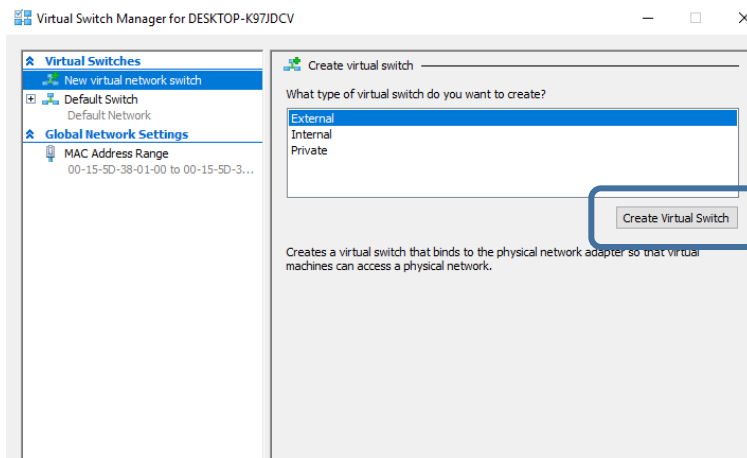 Virtual Switch Manager for DESKTOP-K97JDCV
Virtual Switches
New virtual network switch
Default Switch
Default Network
Global Network Settings
MAC Address Range
00-15-5D-38-01-00 to 00-15-5D-3...
Create virtual switch
What type of virtual switch do you want to create?
External
Internal
Private
Create Virtual Switch
Creates a virtual switch that binds to the physical network adapter so that virtual
machines can access a physical network.